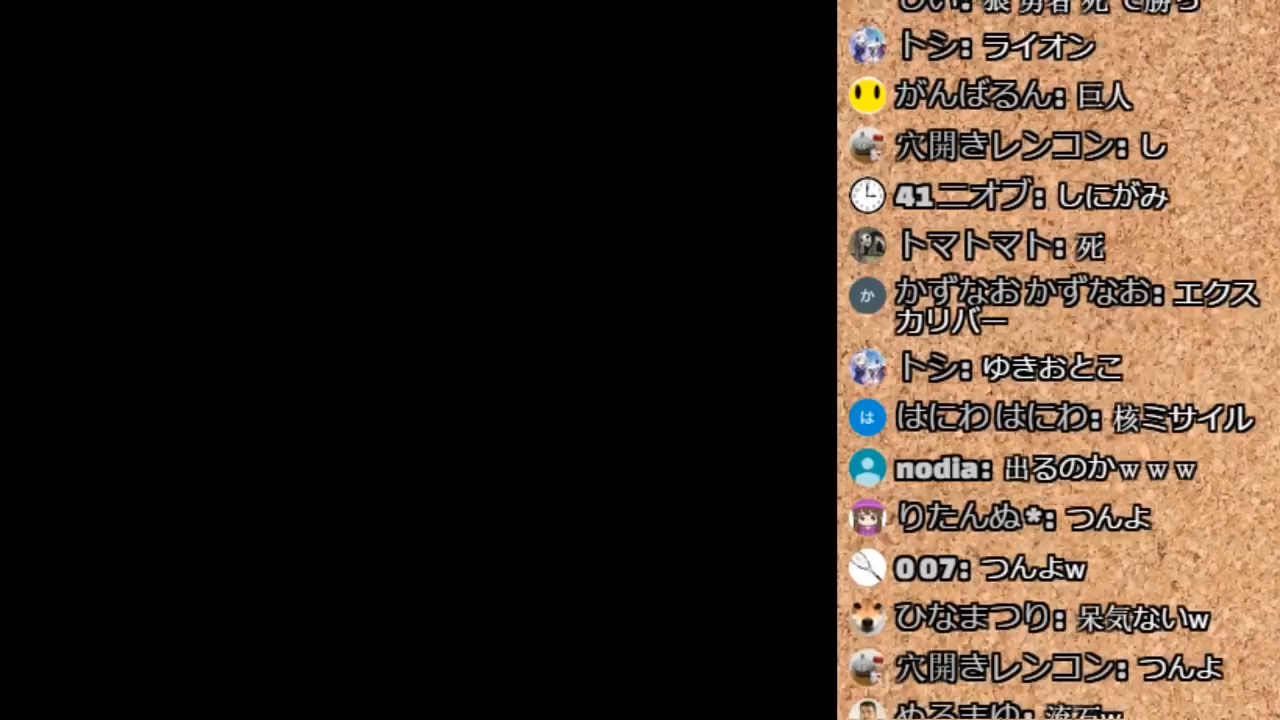 トシ: ライオン
がんばるん: 巨人
穴開きレンコン: し
41ニオブ: しにがみ
トマトマト: 死
か
かずなお かずなお: エクス
カリバー
トシ: ゆきおとこ
は
はにわ はにわ: 核ミサイル
nodia: 出るのかｗｗｗ
りたんぬ*: つんよ
007: つんよw
ひなまつり: 呆気ないw
穴開きレンコン: つんよ